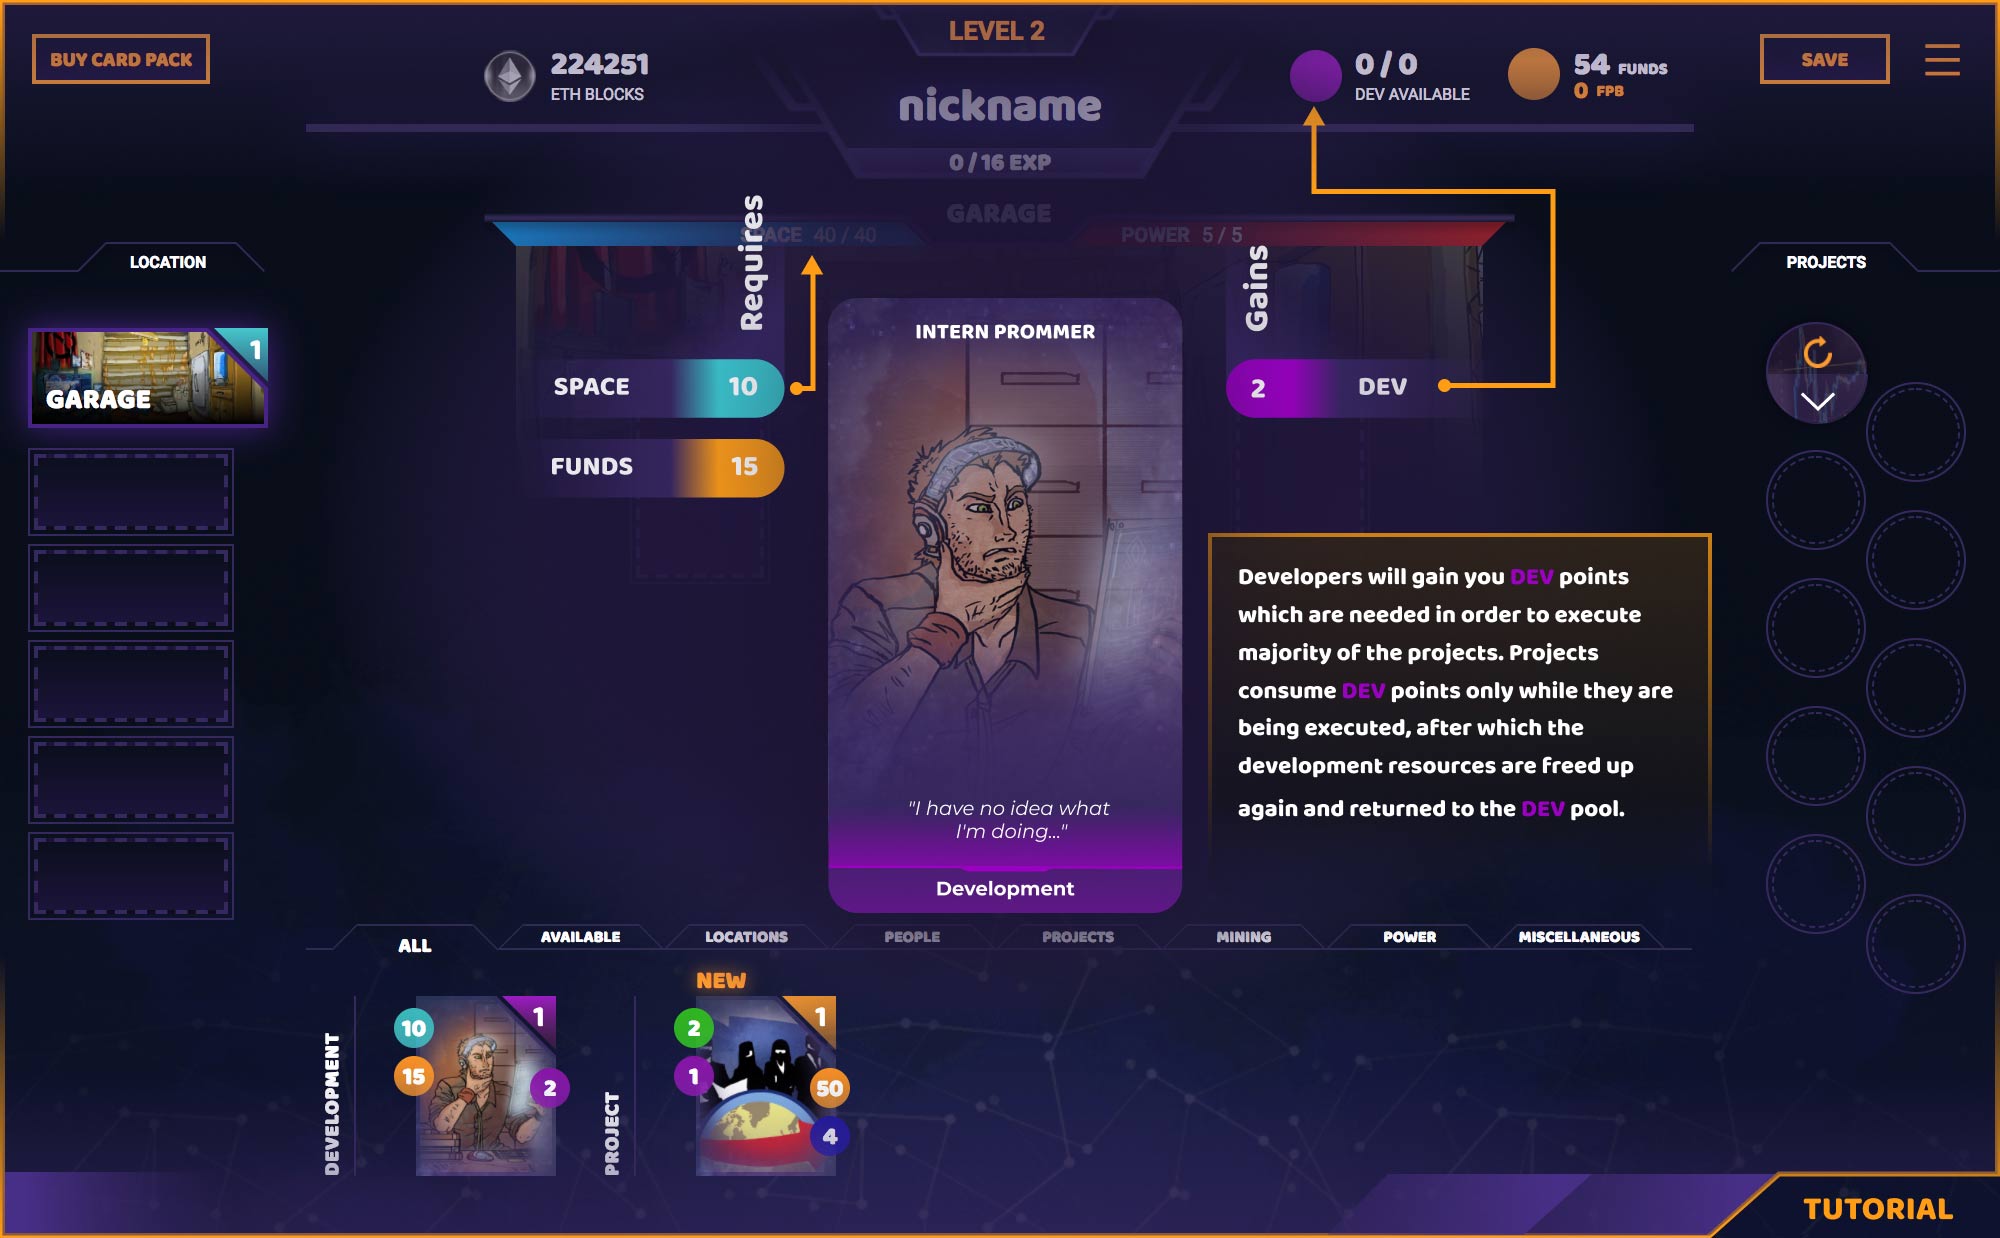 LEVEL 2
BUY CARD PACK
224251
ETH BLOCKS
nickname
0 / 0
DEV AVAILABLE
54 FUNDS
0 FPB
SAVE
0 / 16 EXP
GARAGE
SPACE 40 / 40
POWER 5 / 5
LOCATION
PROJECTS
1
GARAGE
Requires
SPACE 10
FUNDS 15
INTERN PROMMER
"I have no idea what
I'm doing..."
Development
Gains
2 DEV
Developers will gain you DEV points
which are needed in order to execute
majority of the projects. Projects
consume DEV points only while they are
being executed, after which the
development resources are freed up
again and returned to the DEV pool.
ALL
AVAILABLE
LOCATIONS
PEOPLE
PROJECTS
MINING
POWER
MISCELLANEOUS
DEVELOPMENT
10
1
15
2
PROJECT
NEW
2
1
1
50
4
TUTORIAL